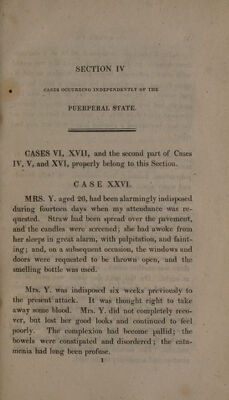 SECTION IV
CASES OCCURRING INDEPENDENTLY OF THE
PUERPERAL STATE.
CASES VI, XVII, and the second part of Cases
IV, V, and XVI, properly belong to this Section.
CASE XXVI.
MRS. Y. aged 26, had been alarmingly indisposed
during fourteen days when my attendance was re-
quested. Straw had been spread over the pavement,
and the candles were screened; she had awoke from
her sleeps in great alarm, with palpitation, and faint-
ing; and, on a subsequent occasion, the windows and
doors were requested to be thrown open, and the
smelling bottle was used.
Mrs. Y. was indisposed six weeks previously to
the present attack. It was thought right to take
away some blood. Mrs. Y. did not completely reco-
ver, but lost her good looks and continued to feel
poorly. The complexion had become pallid; the
bowels were constipated and disordered; the cata-
menia had long been profuse.
1